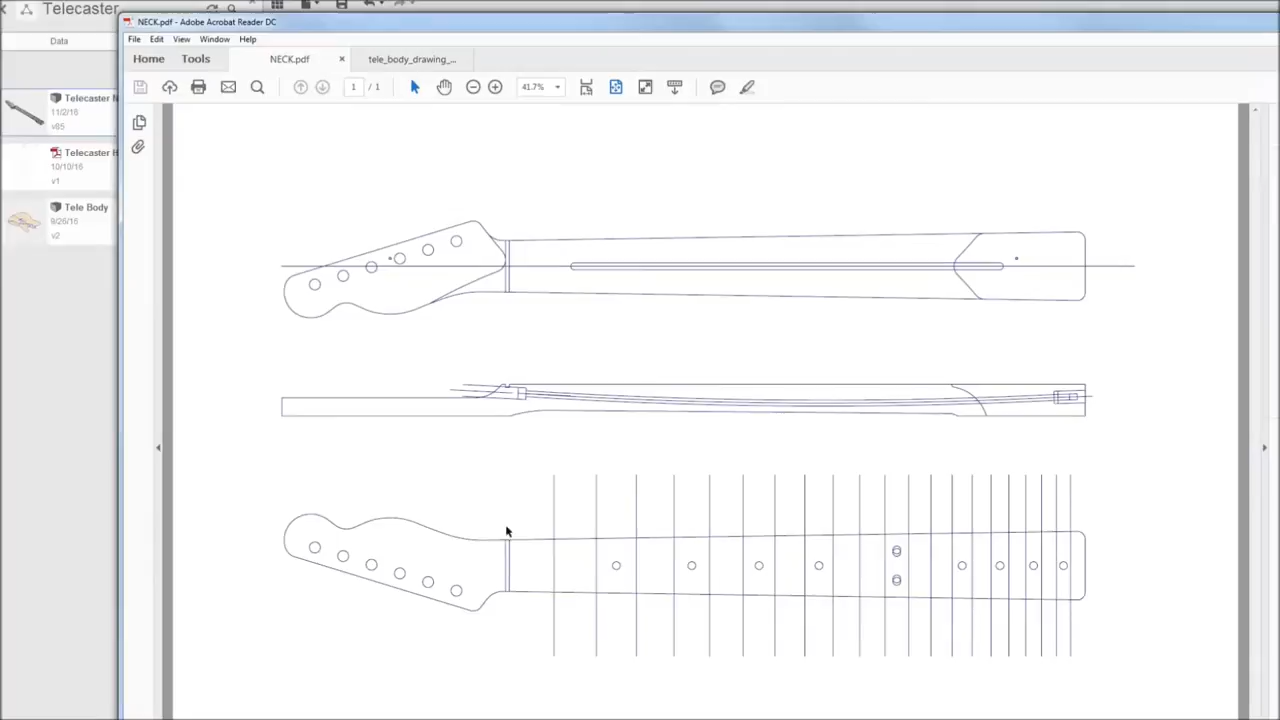 Telecaster
NECK.pdf - Adobe Acrobat Reader DC
File Edit View Window Help
Data
Home Tools NECK.pdf × tele_body_drawing_...
1 / 1 41.7%
Telecaster N
11/2/16
v65
Telecaster H
10/10/16
v1
Tele Body
9/26/16
v2